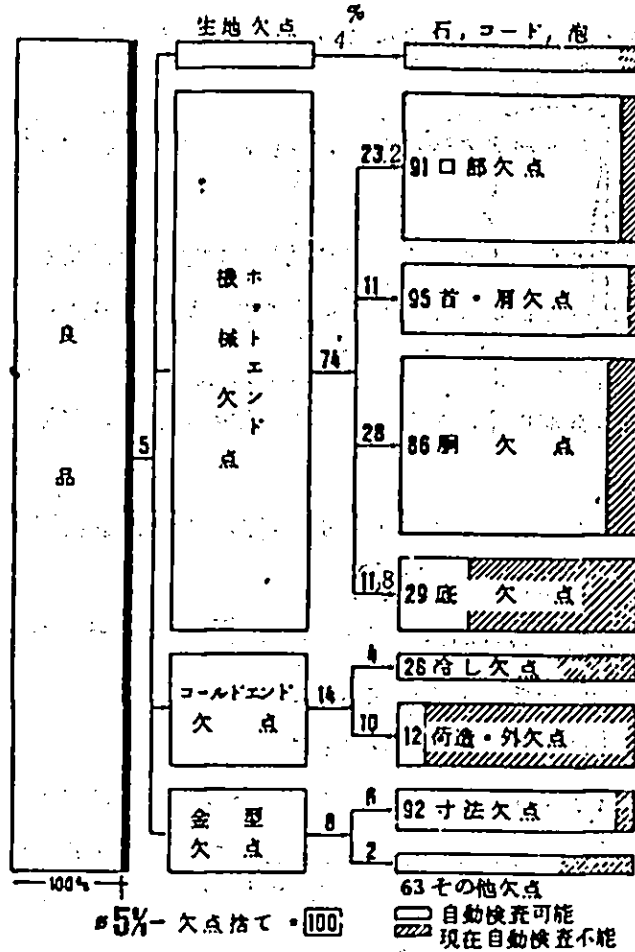 生地欠点
%
4
石, コード, 泡
良品
5
ホットエンド
機械欠点
74
23.2
91 口部欠点
11
95 首・肩欠点
28
86 胴欠点
11.8
29 底欠点
コールドエンド
欠点
14
4
26 冷し欠点
10
12 荷造・外欠点
金型
欠点
8
6
92 寸法欠点
2
63 その他欠点
100%
ø5%- 欠点捨て = 100
自動検査可能
現在自動検査不能